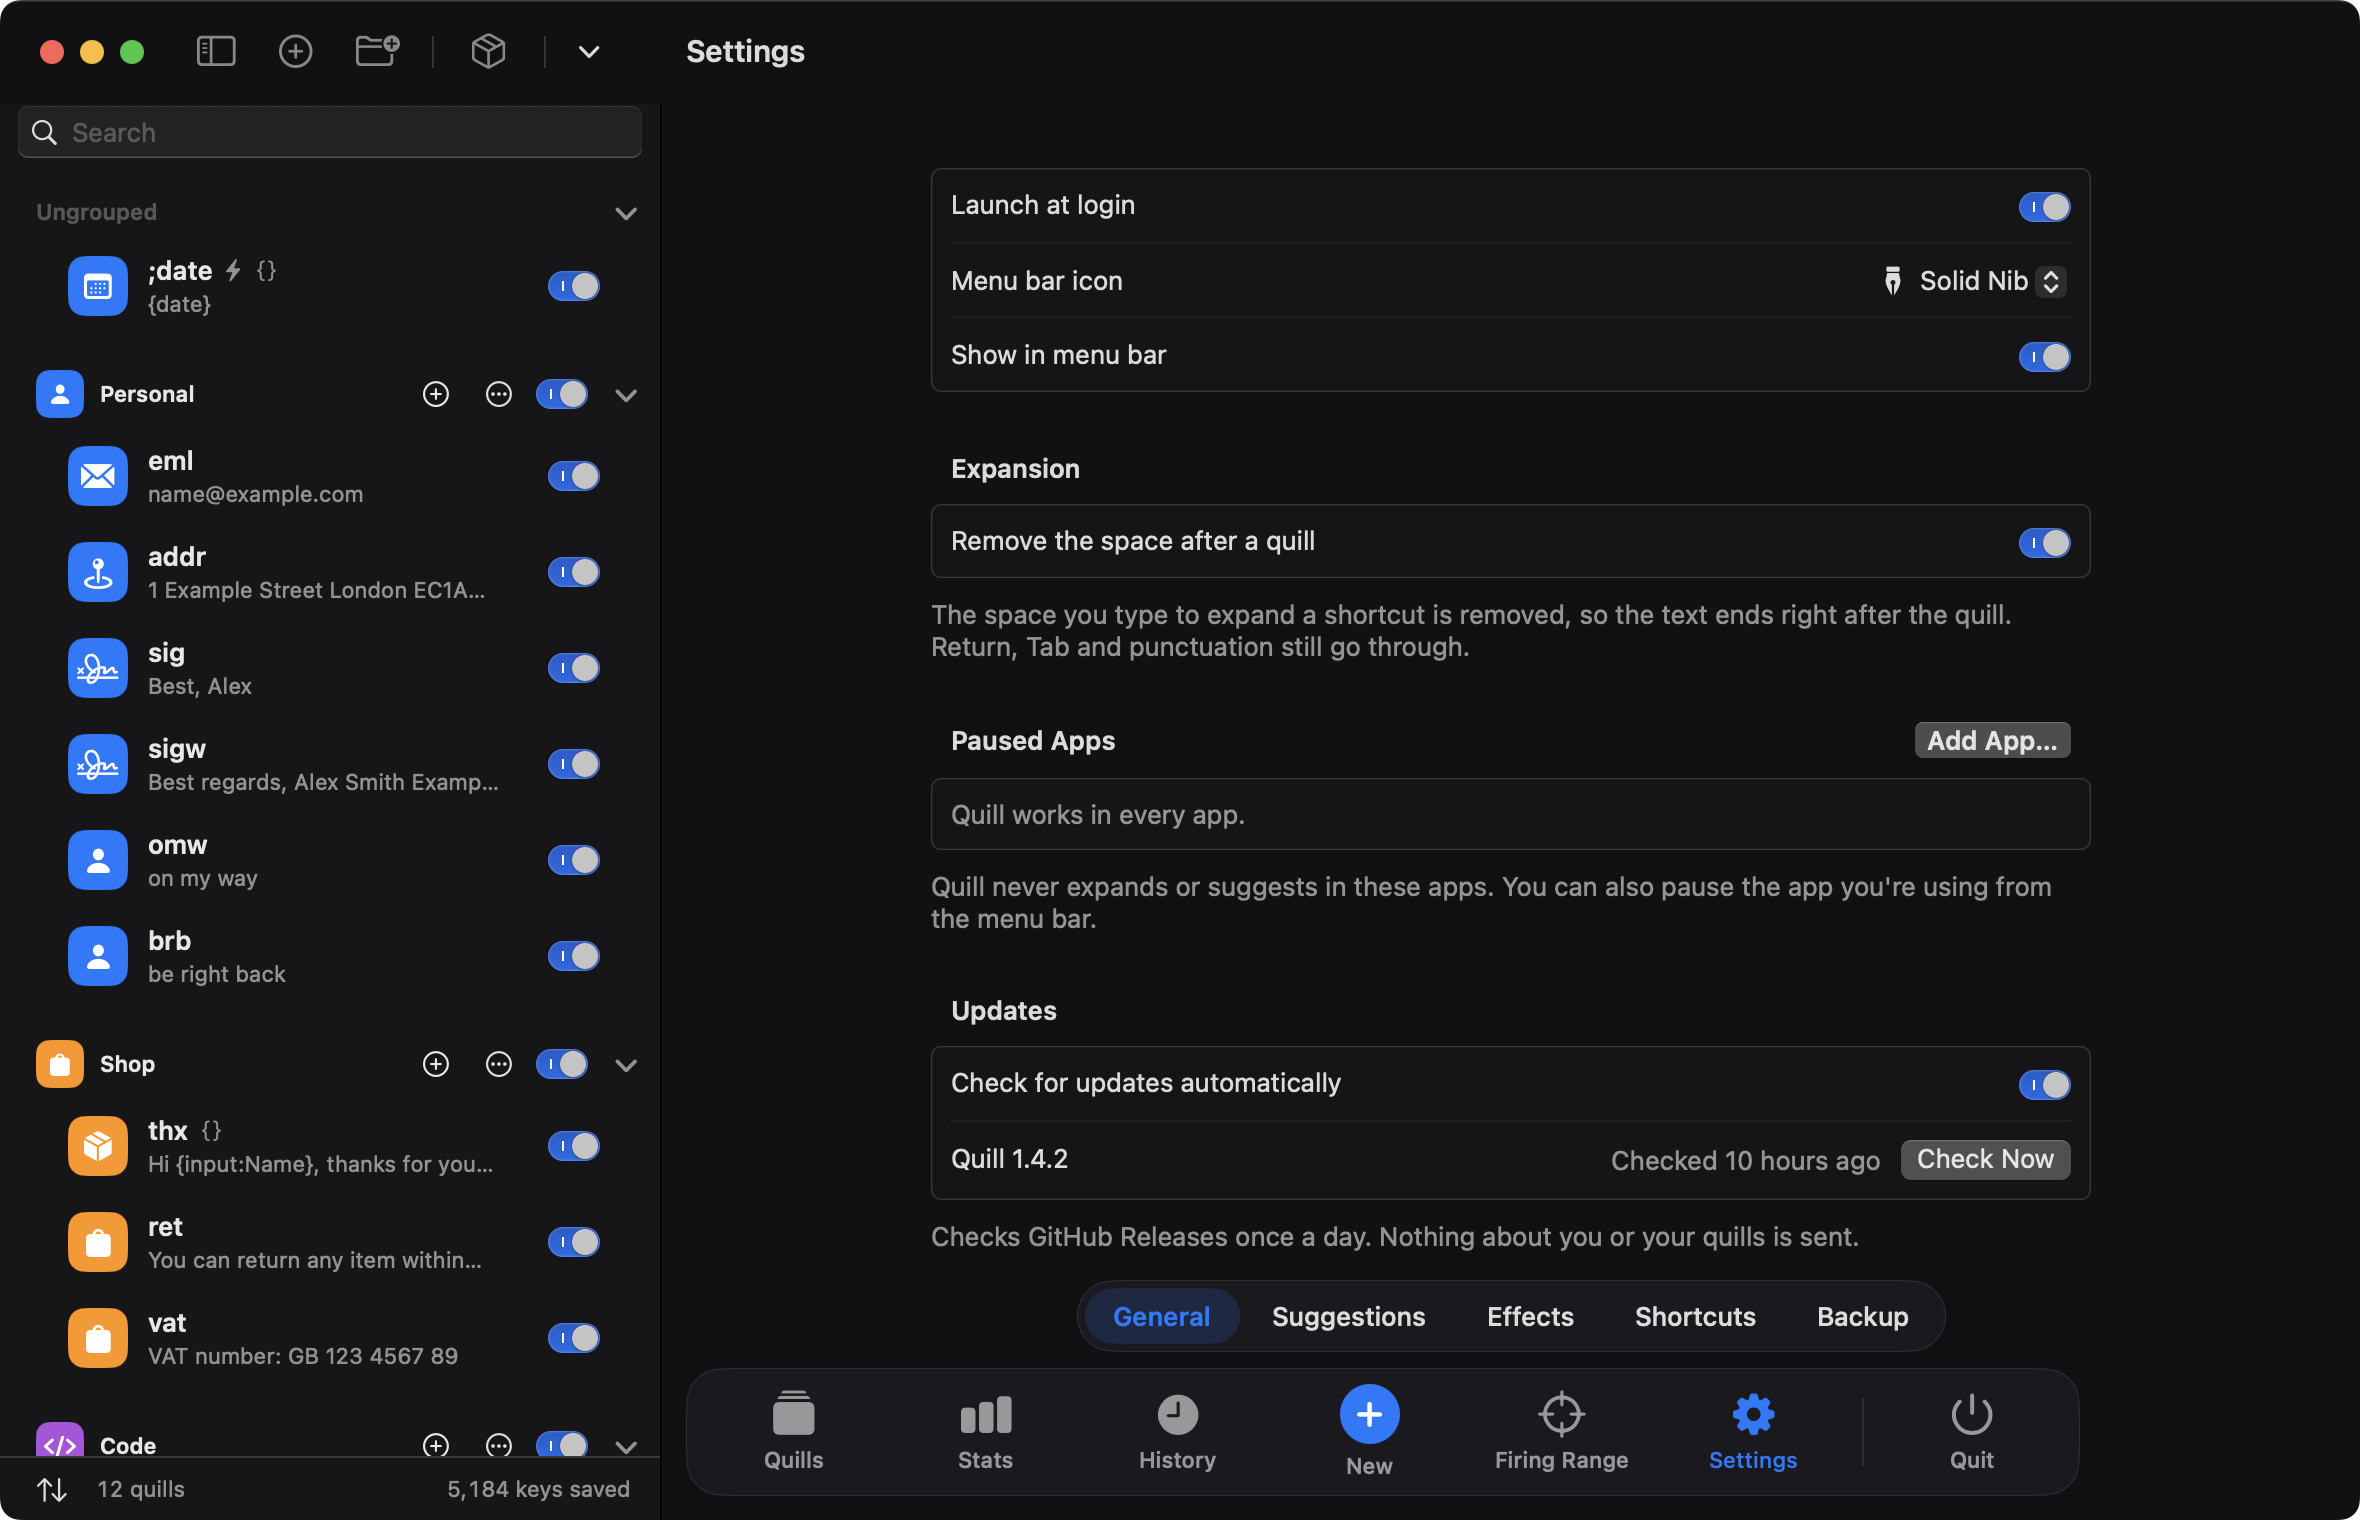 Settings
Search
Ungrouped
;date {}
{date}
Personal
eml
name@example.com
addr
1 Example Street London EC1A...
sig
Best, Alex
sigw
Best regards, Alex Smith Examp...
omw
on my way
brb
be right back
Shop
thx {}
Hi {input:Name}, thanks for you...
ret
You can return any item within...
vat
VAT number: GB 123 4567 89
Code
12 quills
5,184 keys saved
Launch at login
Menu bar icon
Solid Nib
Show in menu bar
Expansion
Remove the space after a quill
The space you type to expand a shortcut is removed, so the text ends right after the quill.
Return, Tab and punctuation still go through.
Paused Apps
Add App...
Quill works in every app.
Quill never expands or suggests in these apps. You can also pause the app you're using from
the menu bar.
Updates
Check for updates automatically
Quill 1.4.2
Checked 10 hours ago
Check Now
Checks GitHub Releases once a day. Nothing about you or your quills is sent.
General
Suggestions
Effects
Shortcuts
Backup
Quills
Stats
History
New
Firing Range
Settings
Quit